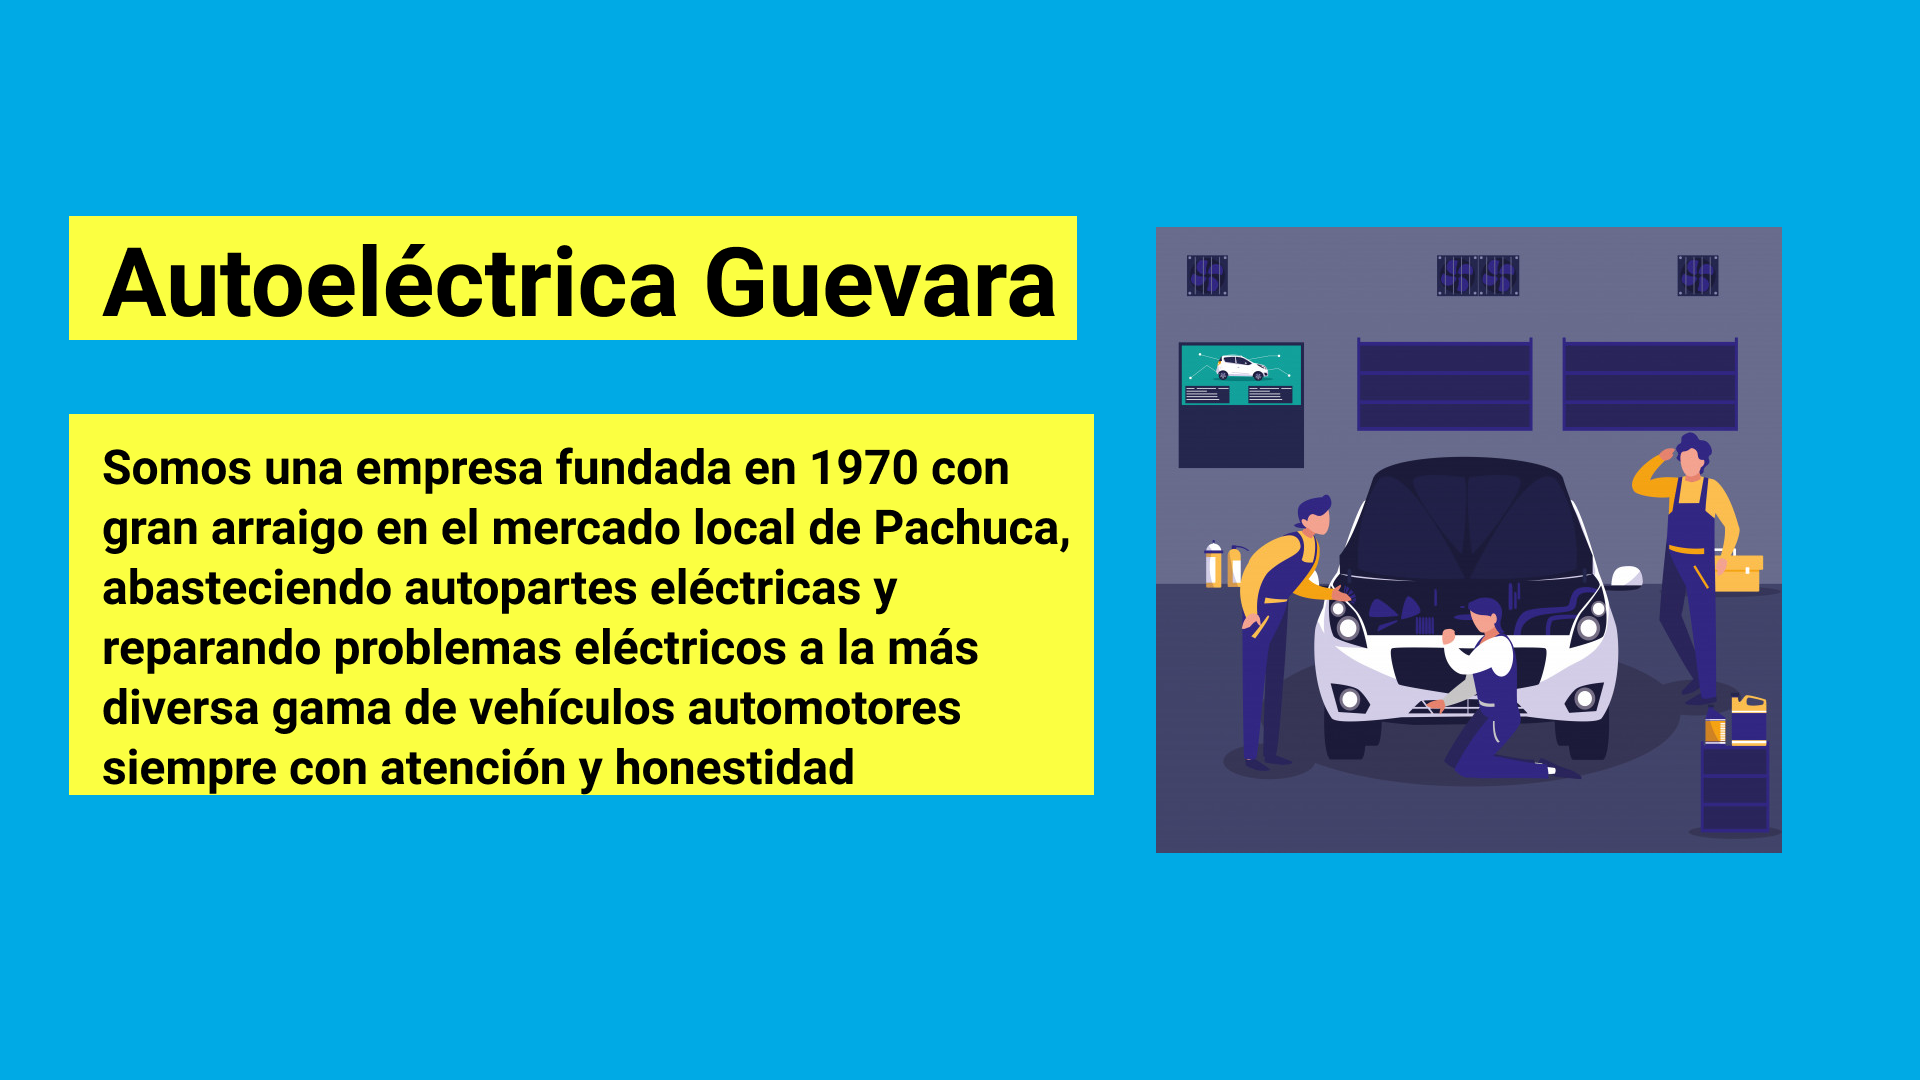 Autoeléctrica Guevara
Somos una empresa fundada en 1970 con
gran arraigo en el mercado local de Pachuca,
abasteciendo autopartes eléctricas y
reparando problemas eléctricos a la más
diversa gama de vehículos automotores
siempre con atención y honestidad